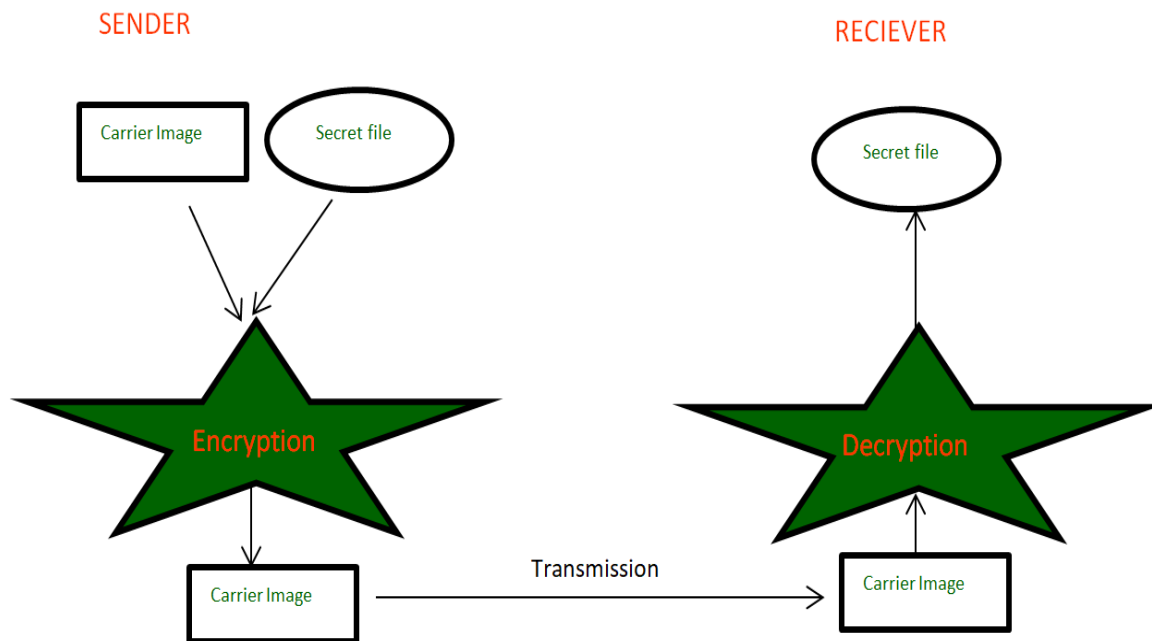 SENDER
RECIEVER
Carrier Image
Secret file
Secret file
Encryption
Decryption
Transmission
Carrier Image
Carrier Image